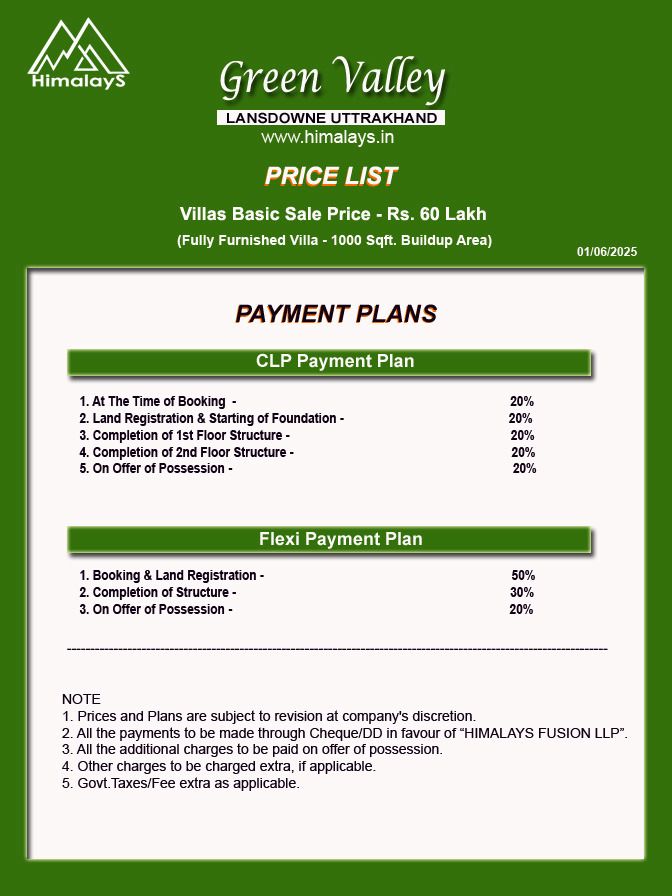 HimalayS
Green Valley
LANSDOWNE UTTRAKHAND
www.himalays.in
PRICE LIST
Villas Basic Sale Price - Rs. 60 Lakh
(Fully Furnished Villa - 1000 Sqft. Buildup Area)
01/06/2025
PAYMENT PLANS
CLP Payment Plan
1. At The Time of Booking - 20%
2. Land Registration & Starting of Foundation - 20%
3. Completion of 1st Floor Structure - 20%
4. Completion of 2nd Floor Structure - 20%
5. On Offer of Possession - 20%
Flexi Payment Plan
1. Booking & Land Registration - 50%
2. Completion of Structure - 30%
3. On Offer of Possession - 20%
NOTE
1. Prices and Plans are subject to revision at company's discretion.
2. All the payments to be made through Cheque/DD in favour of “HIMALAYS FUSION LLP”.
3. All the additional charges to be paid on offer of possession.
4. Other charges to be charged extra, if applicable.
5. Govt.Taxes/Fee extra as applicable.